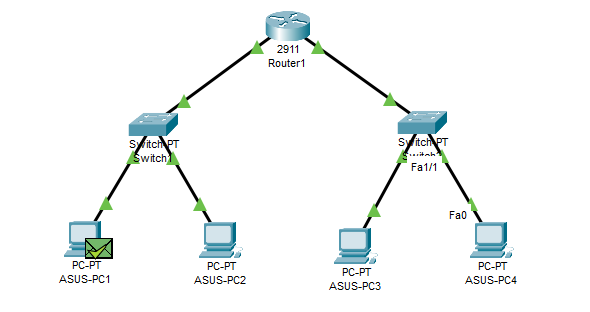 2911
Router1
Switch-PT
Switch1
Switch-PT
Fa1/1
Fa0
PC-PT
ASUS-PC1
PC-PT
ASUS-PC2
PC-PT
ASUS-PC3
PC-PT
ASUS-PC4